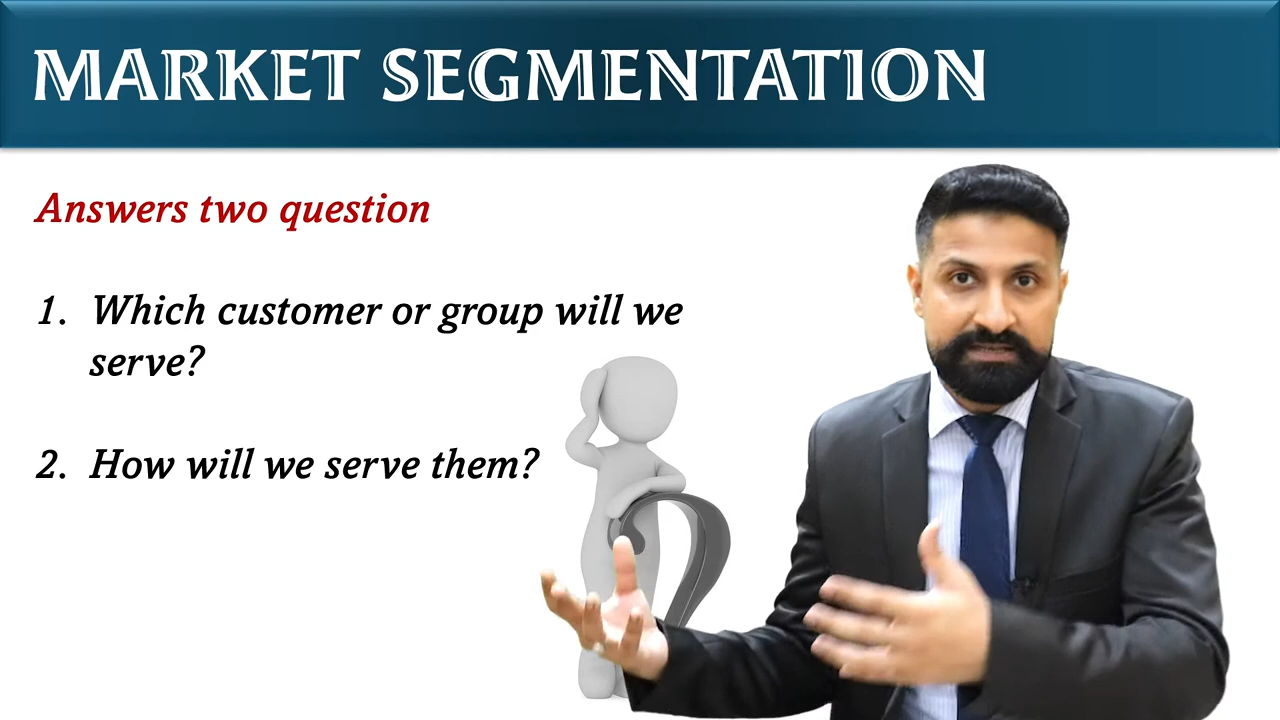 MARKET SEGMENTATION
Answers two question
1. Which customer or group will we
serve?
2. How will we serve them?